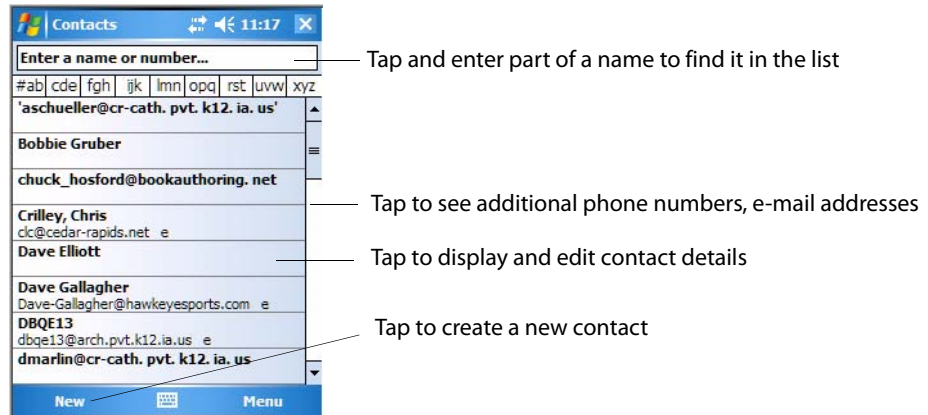 Contacts 11:17
Enter a name or number...
Tap and enter part of a name to find it in the list
#ab cde fgh ijk lmn opq rst uvw xyz
'aschueller@cr-cath. pvt. k12. ia. us'
Bobbie Gruber
chuck_hosford@bookauthoring. net
Tap to see additional phone numbers, e-mail addresses
Crilley, Chris
clc@cedar-rapids.net e
Dave Elliott
Tap to display and edit contact details
Dave Gallagher
Dave-Gallagher@hawkeyesports.com e
DBQE13
dbqe13@arch.pvt.k12.ia.us e
Tap to create a new contact
dmarlin@cr-cath. pvt. k12. ia. us
New Menu